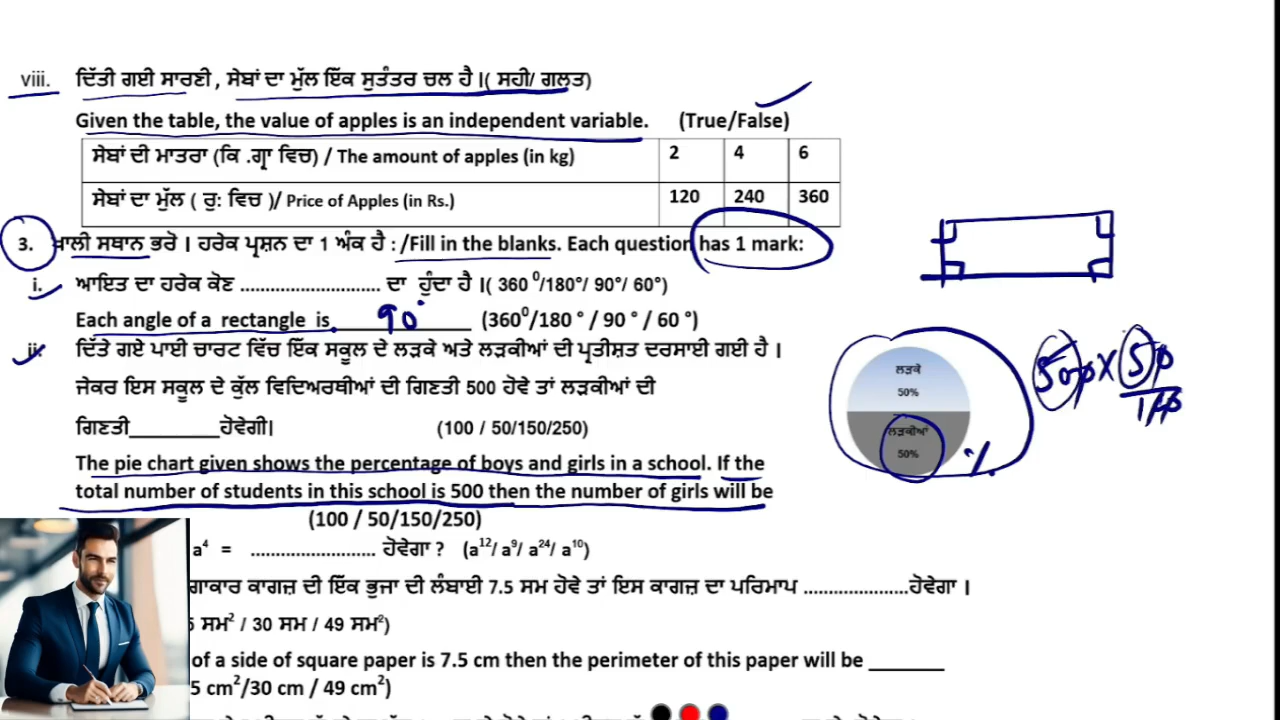 viii. ਦਿੱਤੀ ਗਈ ਸਾਰਣੀ , ਸੇਬਾਂ ਦਾ ਮੁੱਲ ਇੱਕ ਸੁਤੰਤਰ ਚਲ ਹੈ ।( ਸਹੀ/ ਗਲਤ)
Given the table, the value of apples is an independent variable. (True/False)
ਸੇਬਾਂ ਦੀ ਮਾਤਰਾ (ਕਿ .ਗ੍ਰਾ ਵਿਚ) / The amount of apples (in kg) 2 4 6
ਸੇਬਾਂ ਦਾ ਮੁੱਲ ( ਰੁ: ਵਿਚ )/ Price of Apples (in Rs.) 120 240 360
3. ਖਾਲੀ ਸਥਾਨ ਭਰੋ । ਹਰੇਕ ਪ੍ਰਸ਼ਨ ਦਾ 1 ਅੰਕ ਹੈ : /Fill in the blanks. Each question has 1 mark:
i. ਆਇਤ ਦਾ ਹਰੇਕ ਕੋਣ ............................ ਦਾ ਹੁੰਦਾ ਹੈ ।( 360⁰/180°/ 90°/ 60°)
Each angle of a rectangle is 90° (360⁰/180 ° / 90 ° / 60 °)
ii. ਦਿੱਤੇ ਗਏ ਪਾਈ ਚਾਰਟ ਵਿੱਚ ਇੱਕ ਸਕੂਲ ਦੇ ਲੜਕੇ ਅਤੇ ਲੜਕੀਆਂ ਦੀ ਪ੍ਰਤੀਸ਼ਤ ਦਰਸਾਈ ਗਈ ਹੈ ।
ਜੇਕਰ ਇਸ ਸਕੂਲ ਦੇ ਕੁੱਲ ਵਿਦਿਅਰਥੀਆਂ ਦੀ ਗਿਣਤੀ 500 ਹੋਵੇ ਤਾਂ ਲੜਕੀਆਂ ਦੀ
ਗਿਣਤੀ_________ਹੋਵੇਗੀ। (100 / 50/150/250)
The pie chart given shows the percentage of boys and girls in a school. If the
total number of students in this school is 500 then the number of girls will be
(100 / 50/150/250)
ਲੜਕੇ
50%
ਲੜਕੀਆਂ
50%
%
500 × 50
100
a⁴ = ......................... ਹੋਵੇਗਾ ? (a¹²/ a⁹/ a²⁴/ a¹⁰)
ਗਾਕਾਰ ਕਾਗਜ਼ ਦੀ ਇੱਕ ਭੁਜਾ ਦੀ ਲੰਬਾਈ 7.5 ਸਮ ਹੋਵੇ ਤਾਂ ਇਸ ਕਾਗਜ਼ ਦਾ ਪਰਿਮਾਪ .....................ਹੋਵੇਗਾ ।
ਸਮ² / 30 ਸਮ / 49 ਸਮ²)
of a side of square paper is 7.5 cm then the perimeter of this paper will be ________
5 cm²/30 cm / 49 cm²)